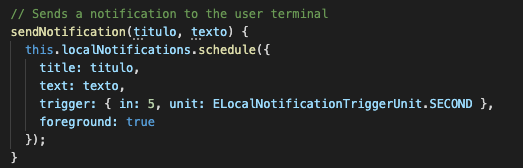 // Sends a notification to the user terminal
sendNotification(titulo, texto) {
this.localNotifications.schedule({
title: titulo,
text: texto,
trigger: { in: 5, unit: ELocalNotificationTriggerUnit.SECOND },
foreground: true
});
}